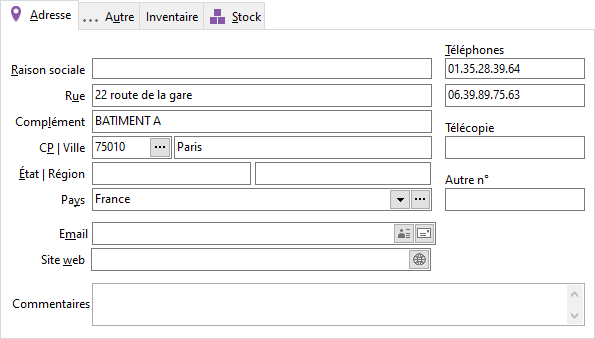 Adresse ... Autre Inventaire Stock
Téléphones
Raison sociale 01.35.28.39.64
Rue 22 route de la gare 06.39.89.75.63
Complément BATIMENT A
Télécopie
CP | Ville 75010 ... Paris
État | Région
Autre n°
Pays France ...
Email
Site web
Commentaires